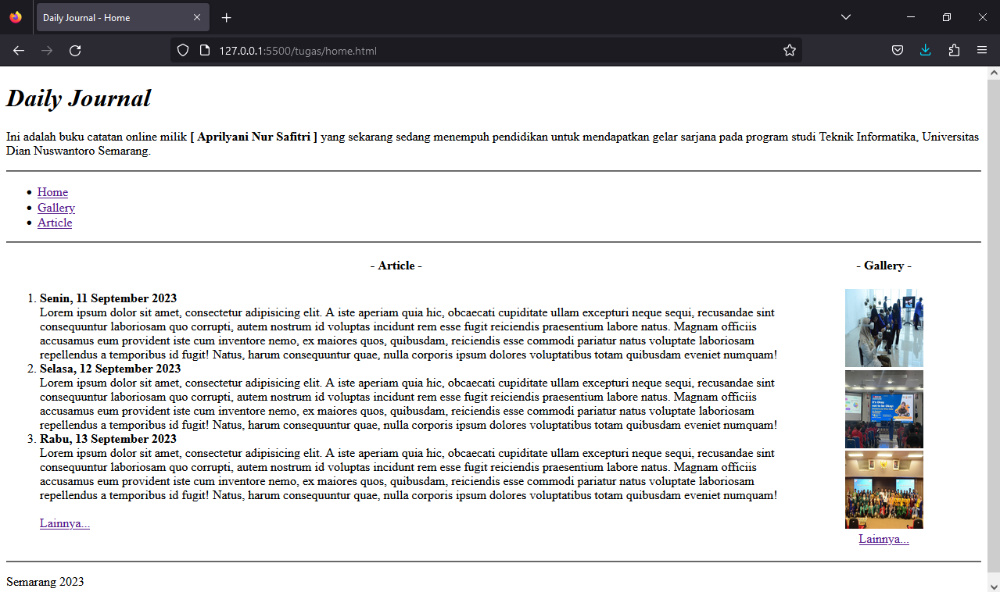 Daily Journal - Home
127.0.0.1:5500/tugas/home.html
Daily Journal
Ini adalah buku catatan online milik [ Aprilyani Nur Safitri ] yang sekarang sedang menempuh pendidikan untuk mendapatkan gelar sarjana pada program studi Teknik Informatika, Universitas
Dian Nuswantoro Semarang.
• Home
• Gallery
• Article
- Article -
1. Senin, 11 September 2023
Lorem ipsum dolor sit amet, consectetur adipisicing elit. A iste aperiam quia hic, obcaecati cupiditate ullam excepturi neque sequi, recusandae sint
consequuntur laboriosam quo corrupti, autem nostrum id voluptas incidunt rem esse fugit reiciendis praesentium labore natus. Magnam officiis
accusamus eum provident iste cum inventore nemo, ex maiores quos, quibusdam, reiciendis esse commodi pariatur natus voluptate laboriosam
repellendus a temporibus id fugit! Natus, harum consequuntur quae, nulla corporis ipsum dolores voluptatibus totam quibusdam eveniet numquam!
2. Selasa, 12 September 2023
Lorem ipsum dolor sit amet, consectetur adipisicing elit. A iste aperiam quia hic, obcaecati cupiditate ullam excepturi neque sequi, recusandae sint
consequuntur laboriosam quo corrupti, autem nostrum id voluptas incidunt rem esse fugit reiciendis praesentium labore natus. Magnam officiis
accusamus eum provident iste cum inventore nemo, ex maiores quos, quibusdam, reiciendis esse commodi pariatur natus voluptate laboriosam
repellendus a temporibus id fugit! Natus, harum consequuntur quae, nulla corporis ipsum dolores voluptatibus totam quibusdam eveniet numquam!
3. Rabu, 13 September 2023
Lorem ipsum dolor sit amet, consectetur adipisicing elit. A iste aperiam quia hic, obcaecati cupiditate ullam excepturi neque sequi, recusandae sint
consequuntur laboriosam quo corrupti, autem nostrum id voluptas incidunt rem esse fugit reiciendis praesentium labore natus. Magnam officiis
accusamus eum provident iste cum inventore nemo, ex maiores quos, quibusdam, reiciendis esse commodi pariatur natus voluptate laboriosam
repellendus a temporibus id fugit! Natus, harum consequuntur quae, nulla corporis ipsum dolores voluptatibus totam quibusdam eveniet numquam!
Lainnya...
- Gallery -
It's Okay
not to be Okay:
Lainnya...
Semarang 2023